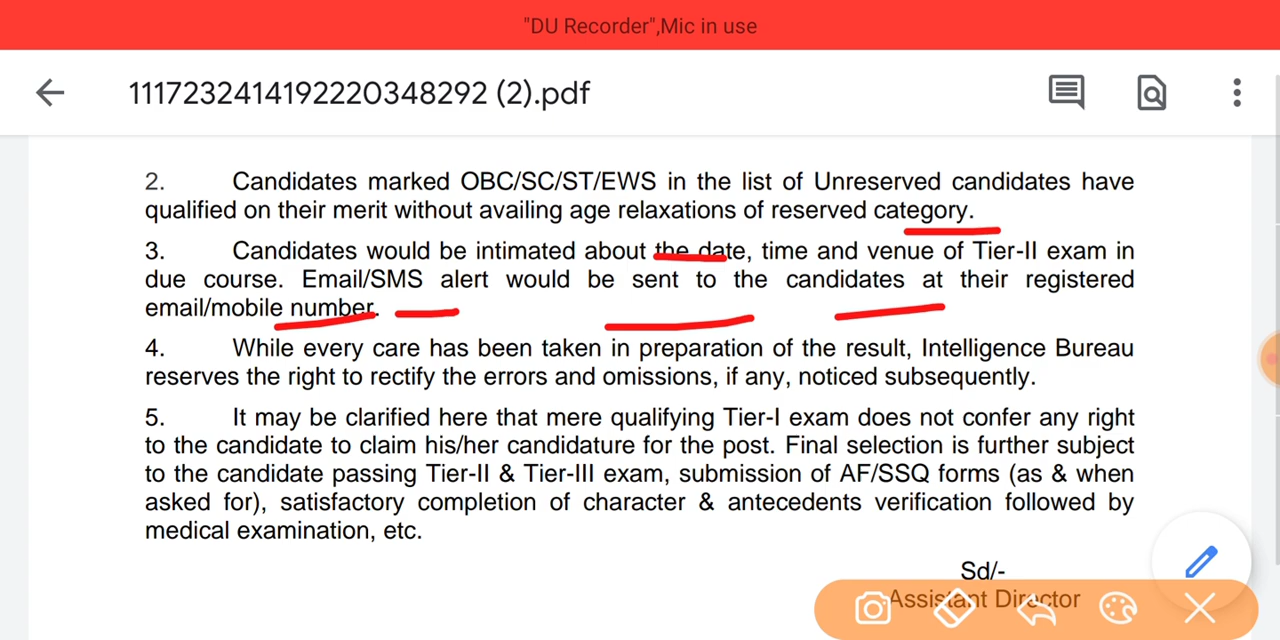 "DU Recorder",Mic in use
1117232414192220348292 (2).pdf
2. Candidates marked OBC/SC/ST/EWS in the list of Unreserved candidates have
qualified on their merit without availing age relaxations of reserved category.
3. Candidates would be intimated about the date, time and venue of Tier-II exam in
due course. Email/SMS alert would be sent to the candidates at their registered
email/mobile number.
4. While every care has been taken in preparation of the result, Intelligence Bureau
reserves the right to rectify the errors and omissions, if any, noticed subsequently.
5. It may be clarified here that mere qualifying Tier-I exam does not confer any right
to the candidate to claim his/her candidature for the post. Final selection is further subject
to the candidate passing Tier-II & Tier-III exam, submission of AF/SSQ forms (as & when
asked for), satisfactory completion of character & antecedents verification followed by
medical examination, etc.
Sd/-
Assistant Director